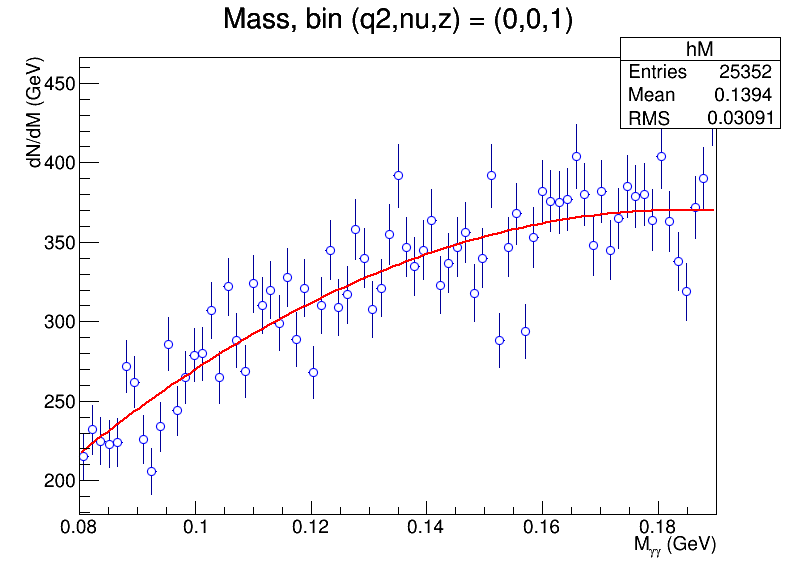 Mass, bin (q2,nu,z) = (0,0,1)
hM
Entries 25352
Mean 0.1394
RMS 0.03091
dN/dM (GeV)
450
400
350
300
250
200
0.08 0.1 0.12 0.14 0.16 0.18
Mγγ (GeV)